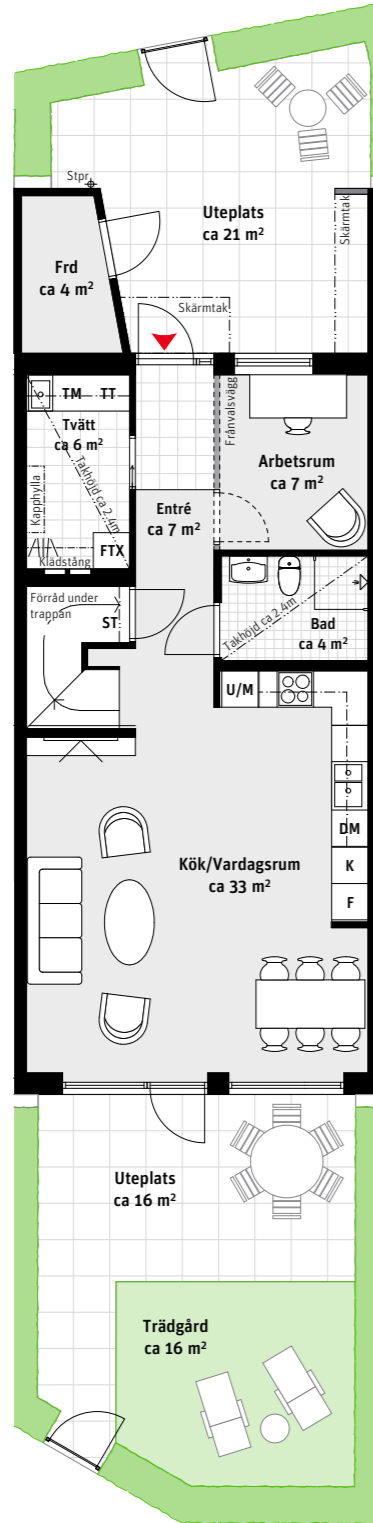 Stpr
Uteplats
ca 21 m²
Skärmtak
Frd
ca 4 m²
Skärmtak
TM TT
Tvätt
ca 6 m²
Takhöjd ca 2.4m
Kapphylla
Klädstång
FTX
Frånvalsvägg
Arbetsrum
ca 7 m²
Entré
ca 7 m²
Förråd under
trappan
ST
Bad
ca 4 m²
Takhöjd ca 2.4m
U/M
DM
K
F
Kök/Vardagsrum
ca 33 m²
Uteplats
ca 16 m²
Trädgård
ca 16 m²